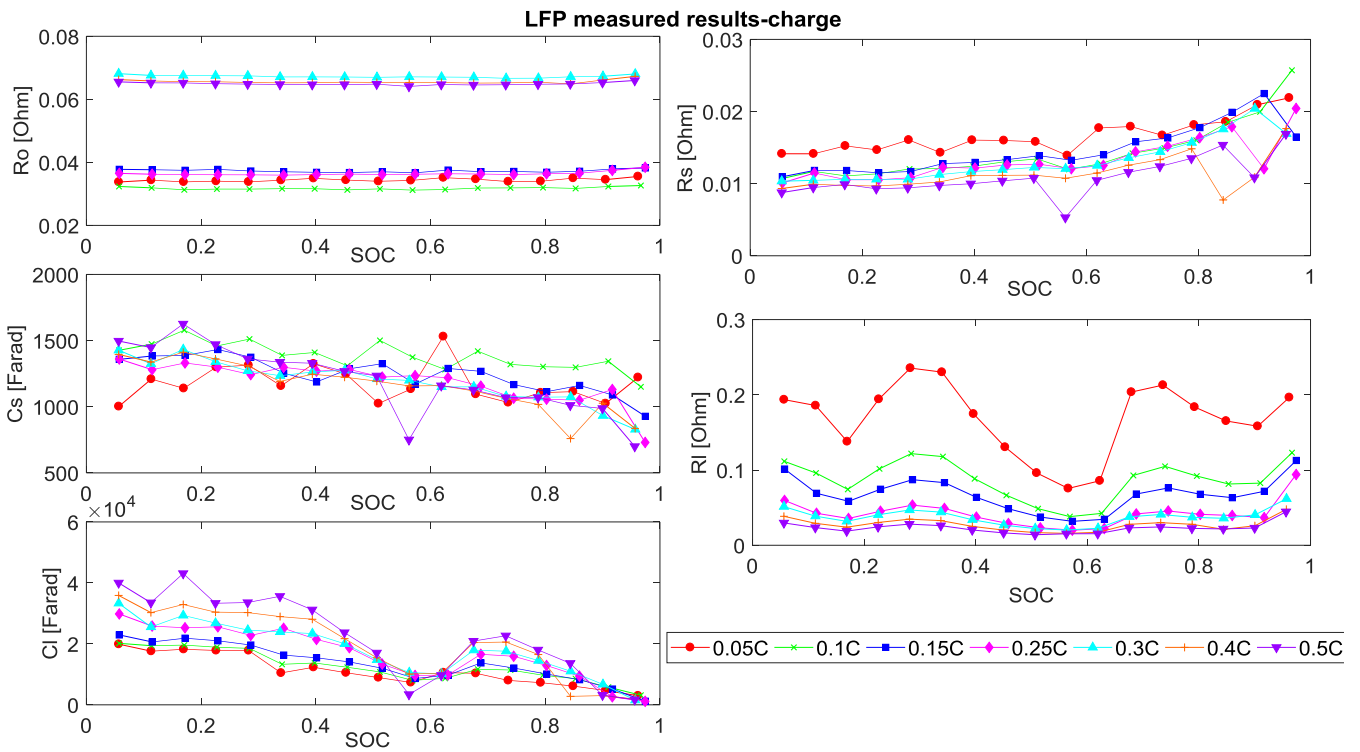 LFP measured results-charge
Ro [Ohm]
0.08
0.06
0.04
0.02
0 0.2 0.4 0.6 0.8 1
SOC
Cs [Farad]
2000
1500
1000
500
0 0.2 0.4 0.6 0.8 1
SOC
Cl [Farad]
×10⁴
6
4
2
0
0 0.2 0.4 0.6 0.8 1
SOC
Rs [Ohm]
0.03
0.02
0.01
0
0 0.2 0.4 0.6 0.8 1
SOC
Rl [Ohm]
0.3
0.2
0.1
0
0 0.2 0.4 0.6 0.8 1
SOC
0.05C 0.1C 0.15C 0.25C 0.3C 0.4C 0.5C